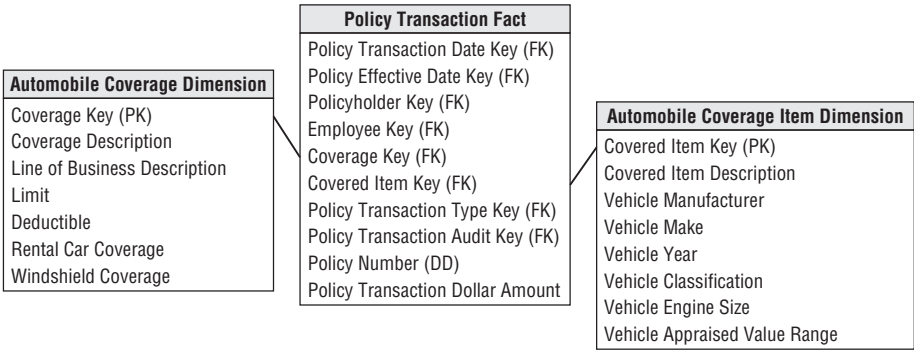 Automobile Coverage Dimension
Coverage Key (PK)
Coverage Description
Line of Business Description
Limit
Deductible
Rental Car Coverage
Windshield Coverage
Policy Transaction Fact
Policy Transaction Date Key (FK)
Policy Effective Date Key (FK)
Policyholder Key (FK)
Employee Key (FK)
Coverage Key (FK)
Covered Item Key (FK)
Policy Transaction Type Key (FK)
Policy Transaction Audit Key (FK)
Policy Number (DD)
Policy Transaction Dollar Amount
Automobile Coverage Item Dimension
Covered Item Key (PK)
Covered Item Description
Vehicle Manufacturer
Vehicle Make
Vehicle Year
Vehicle Classification
Vehicle Engine Size
Vehicle Appraised Value Range